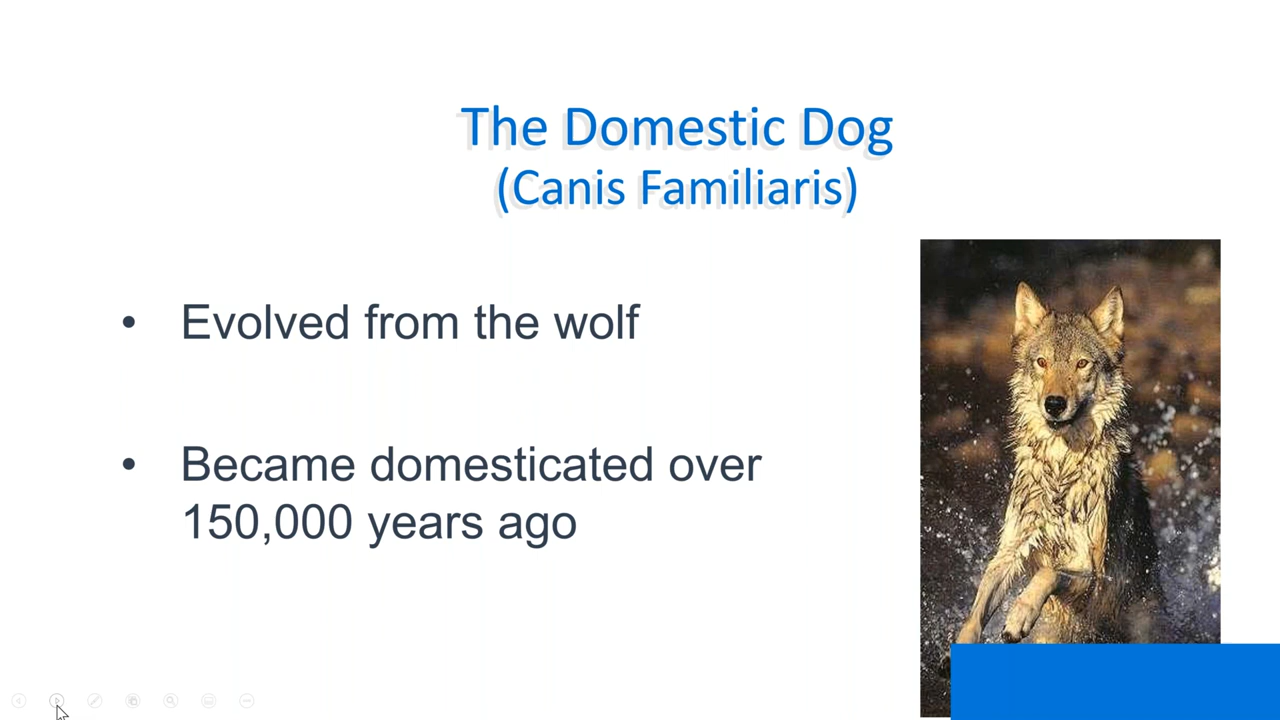 The Domestic Dog
(Canis Familiaris)
• Evolved from the wolf
• Became domesticated over
150,000 years ago